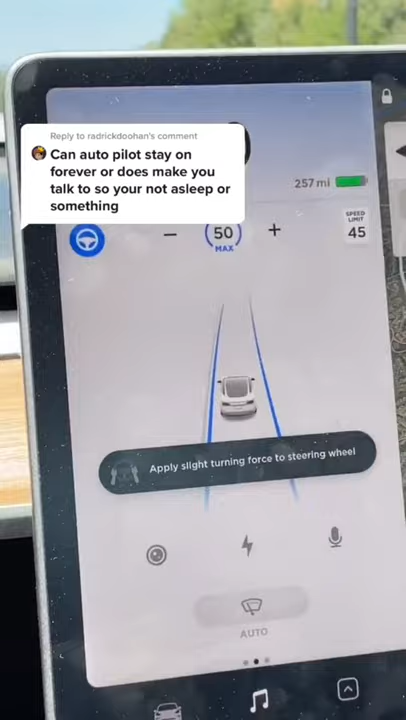 Reply to radrickdoohan's comment
Can auto pilot stay on
forever or does make you
talk to so your not asleep or
something
257 mi
50
MAX
SPEED
LIMIT
45
Apply slight turning force to steering wheel
AUTO